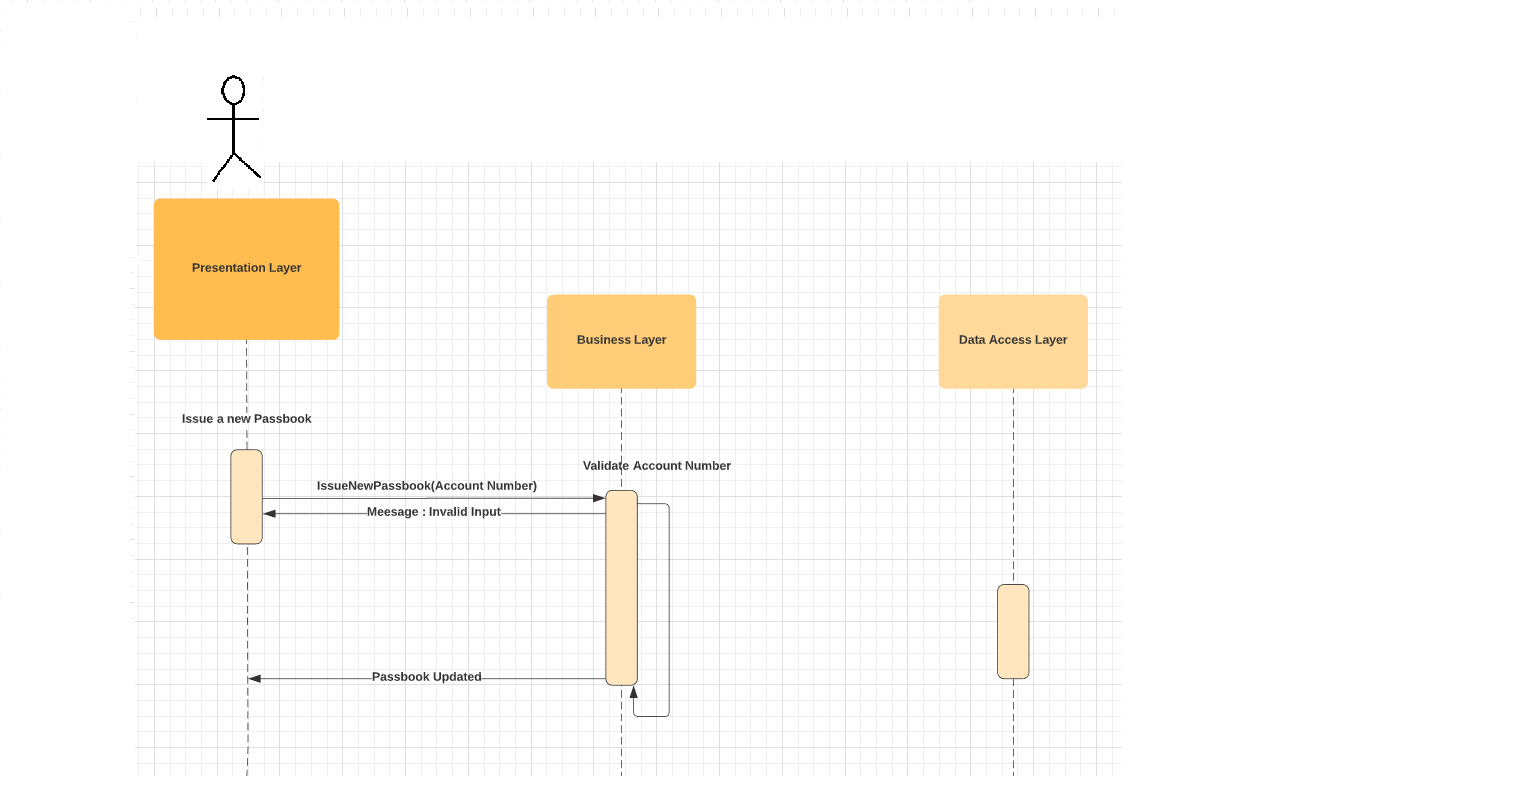 Presentation Layer
Business Layer
Data Access Layer
Issue a new Passbook
Validate Account Number
IssueNewPassbook(Account Number)
Meesage : Invalid Input
Passbook Updated